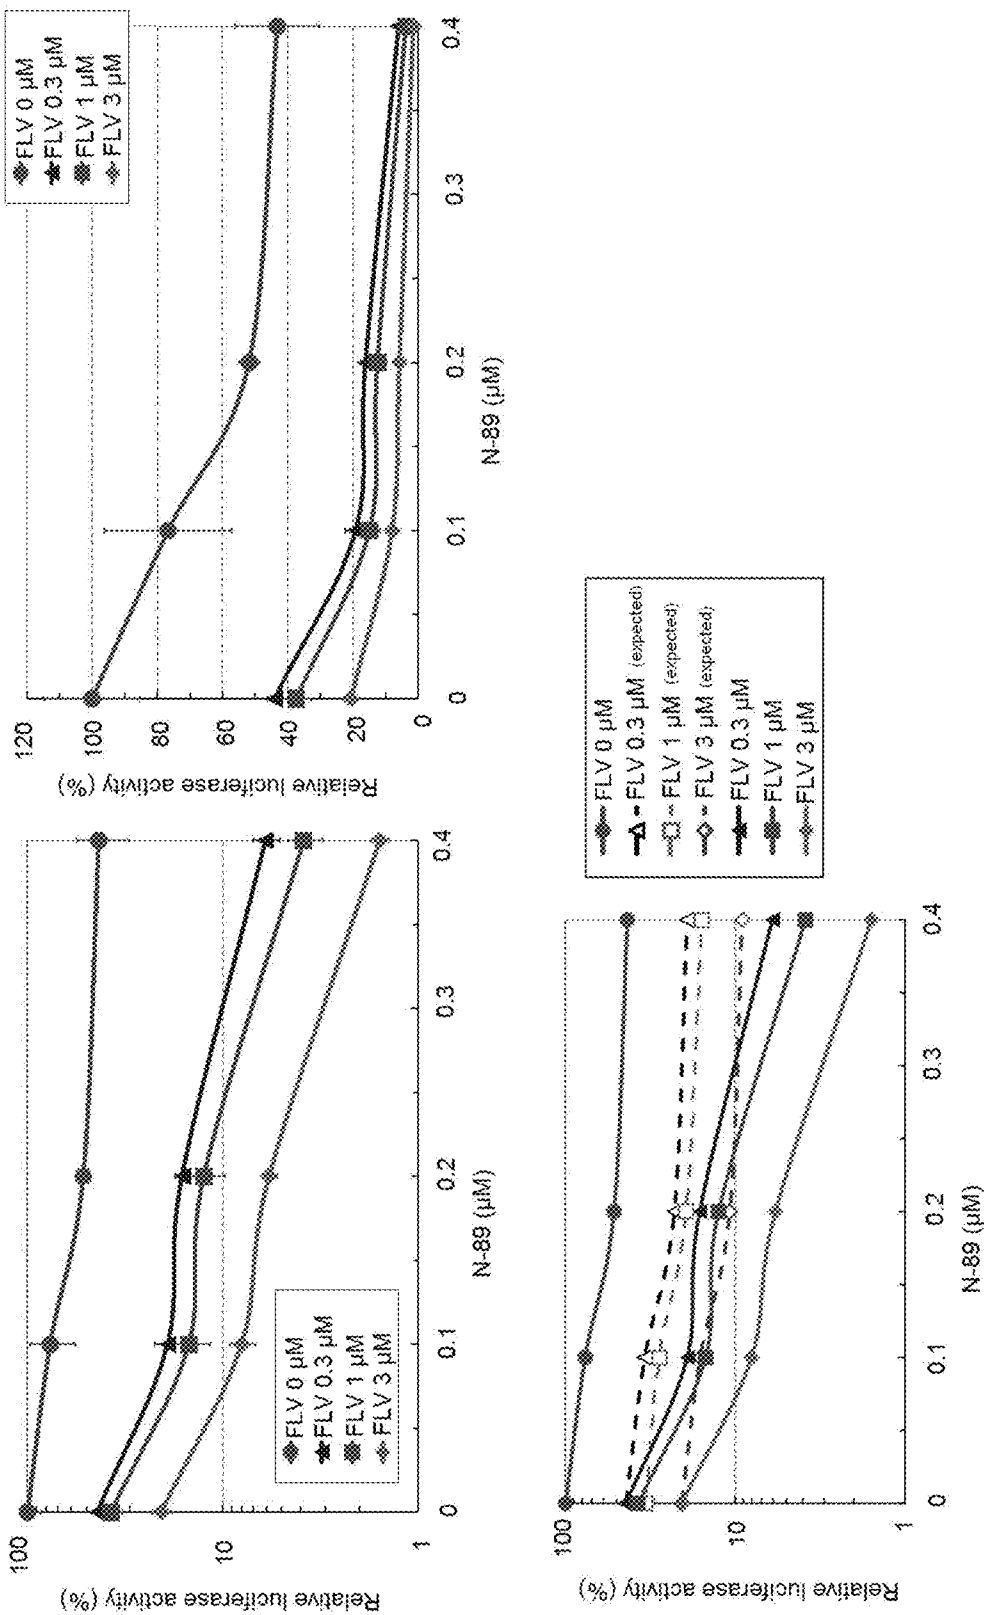 Relative luciferase activity (%)
100
10
1
0
0.1
0.2
0.3
0.4
N-89 (μM)
FLV 0 μM
FLV 0.3 μM
FLV 1 μM
FLV 3 μM
Relative luciferase activity (%)
120
100
80
60
40
20
0
0
0.1
0.2
0.3
0.4
N-89 (μM)
FLV 0 μM
FLV 0.3 μM
FLV 1 μM
FLV 3 μM
Relative luciferase activity (%)
100
10
1
0
0.1
0.2
0.3
0.4
N-89 (μM)
FLV 0 μM
FLV 0.3 μM (expected)
FLV 1 μM (expected)
FLV 3 μM (expected)
FLV 0.3 μM
FLV 1 μM
FLV 3 μM